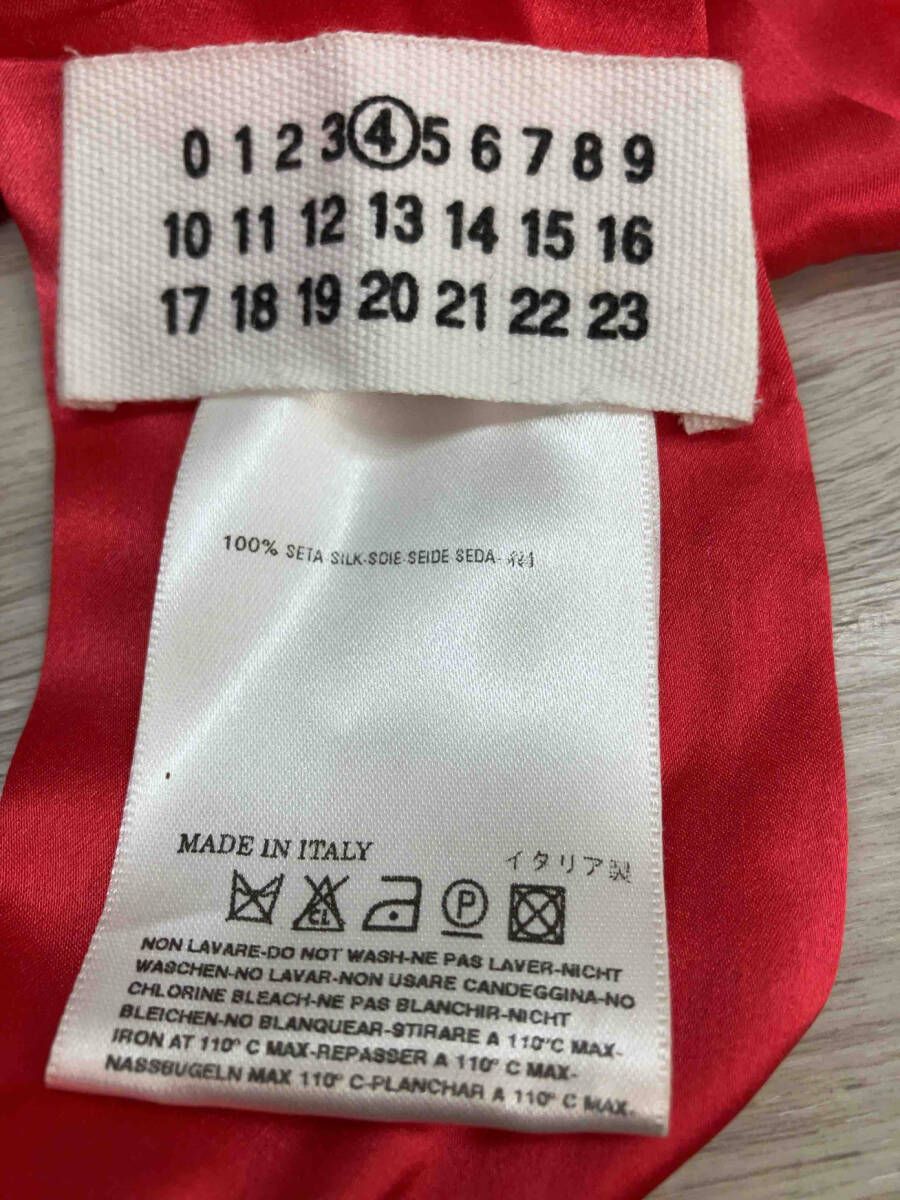 0 1 2 3 4 5 6 7 8 9
10 11 12 13 14 15 16
17 18 19 20 21 22 23
100% SETA-SILK-SOIE-SEIDE-SEDA-
MADE IN ITALY イタリア製
CL P
NON LAVARE-DO NOT WASH-NE PAS LAVER-NICHT
WASCHEN-NO LAVAR-NON USARE CANDEGGINA-NO
CHLORINE BLEACH-NE PAS BLANCHIR-NICHT
BLEICHEN-NO BLANQUEAR-STIRARE A 110°C MAX-
IRON AT 110° C MAX-REPASSER A 110° C MAX-
NASSBUGELN MAX 110° C-PLANCHAR A 110° C MAX.